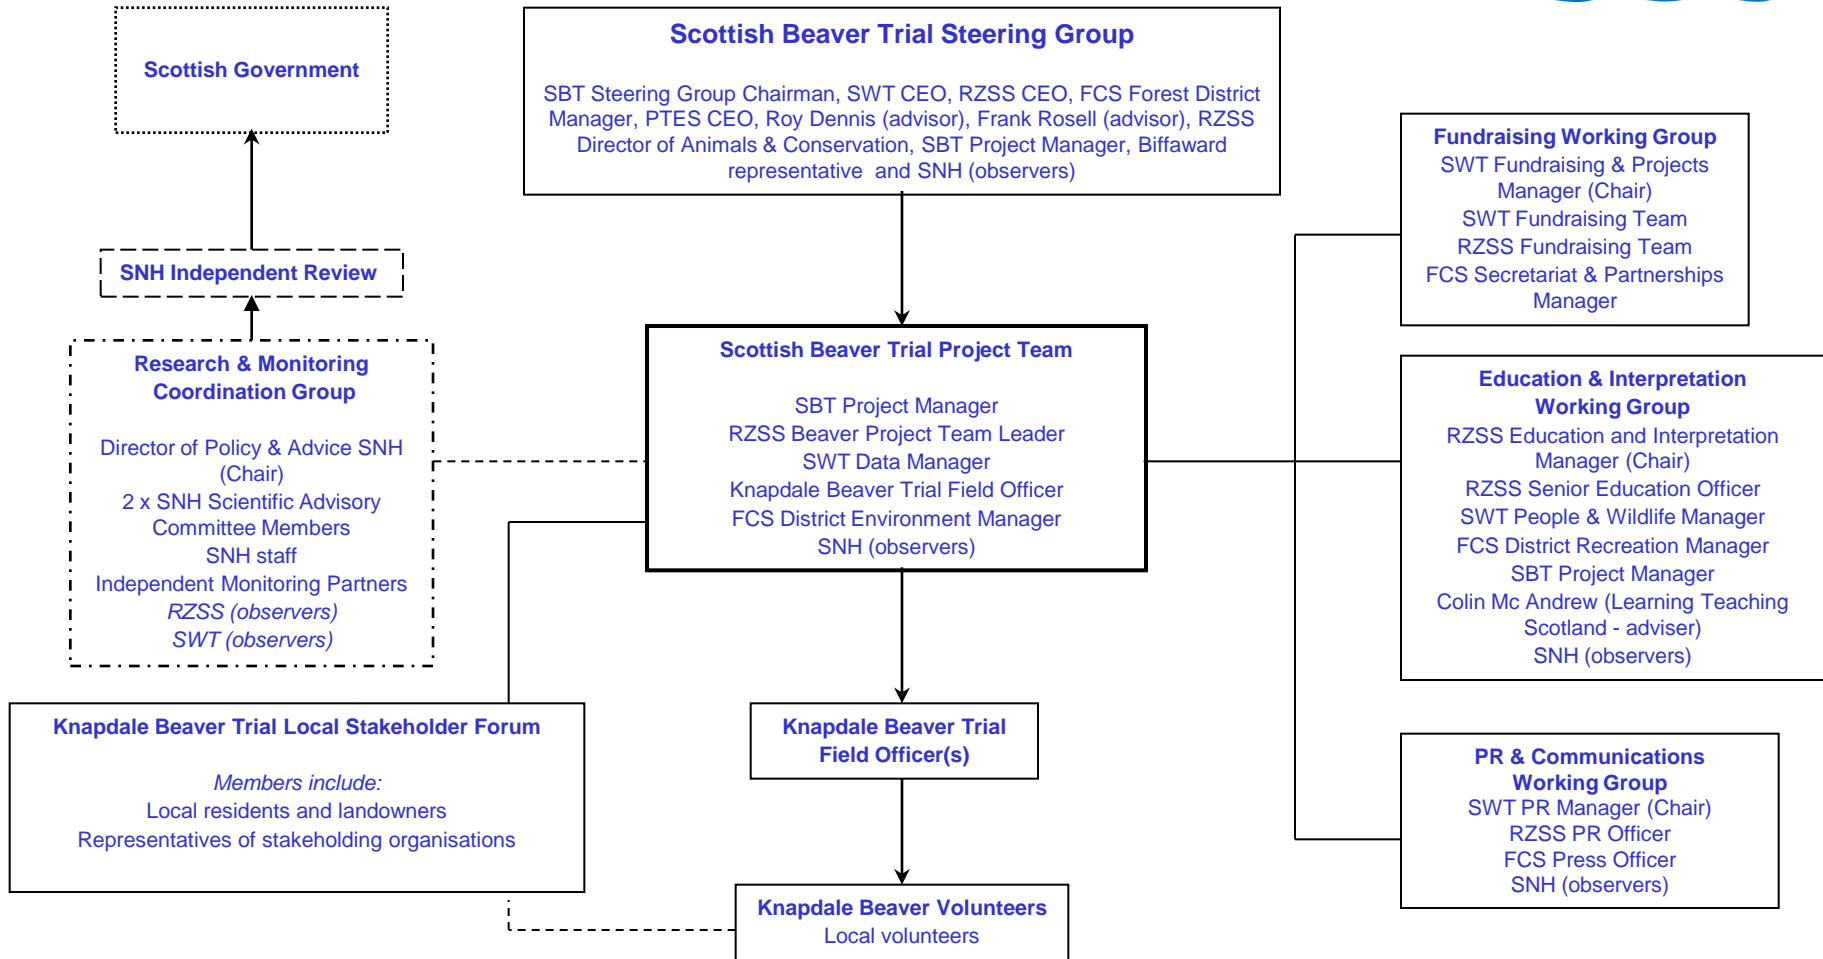 Scottish Government
Scottish Beaver Trial Steering Group
SBT Steering Group Chairman, SWT CEO, RZSS CEO, FCS Forest District
Manager, PTES CEO, Roy Dennis (advisor), Frank Rosell (advisor), RZSS
Director of Animals & Conservation, SBT Project Manager, Biffaward
representative and SNH (observers)
Fundraising Working Group
SWT Fundraising & Projects
Manager (Chair)
SWT Fundraising Team
RZSS Fundraising Team
FCS Secretariat & Partnerships
Manager
SNH Independent Review
Research & Monitoring
Coordination Group
Director of Policy & Advice SNH
(Chair)
2 x SNH Scientific Advisory
Committee Members
SNH staff
Independent Monitoring Partners
RZSS (observers)
SWT (observers)
Scottish Beaver Trial Project Team
SBT Project Manager
RZSS Beaver Project Team Leader
SWT Data Manager
Knapdale Beaver Trial Field Officer
FCS District Environment Manager
SNH (observers)
Education & Interpretation
Working Group
RZSS Education and Interpretation
Manager (Chair)
RZSS Senior Education Officer
SWT People & Wildlife Manager
FCS District Recreation Manager
SBT Project Manager
Colin Mc Andrew (Learning Teaching
Scotland - adviser)
SNH (observers)
Knapdale Beaver Trial Local Stakeholder Forum
Members include:
Local residents and landowners
Representatives of stakeholding organisations
Knapdale Beaver Trial
Field Officer(s)
PR & Communications
Working Group
SWT PR Manager (Chair)
RZSS PR Officer
FCS Press Officer
SNH (observers)
Knapdale Beaver Volunteers
Local volunteers